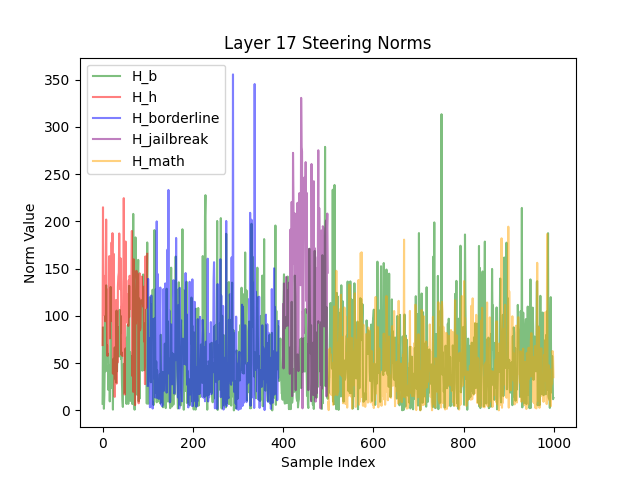 Layer 17 Steering Norms
350
300
250
200
150
100
50
0
Norm Value
H_b
H_h
H_borderline
H_jailbreak
H_math
0 200 400 600 800 1000
Sample Index